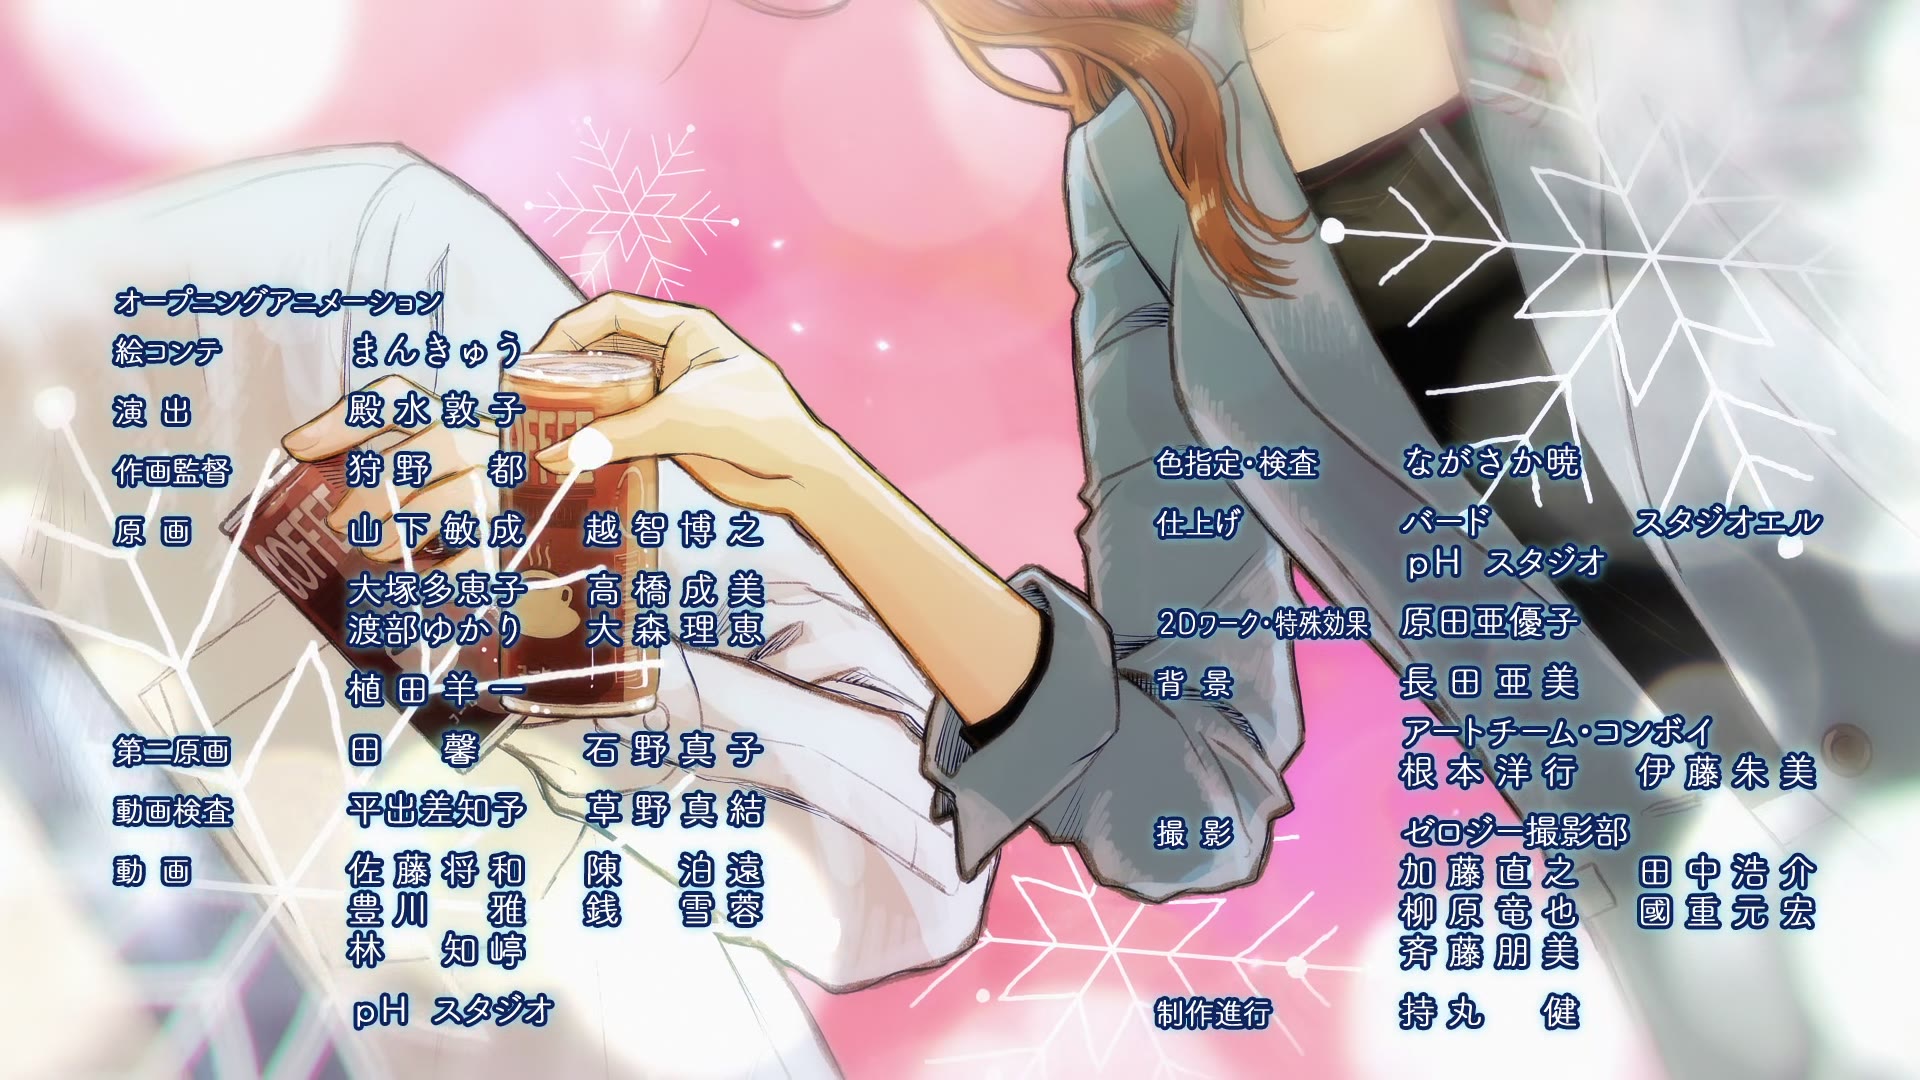 オープニングアニメーション
絵コンテ まんきゅう
演出 殿水敦子
作画監督 狩野都
原画 山下敏成 越智博之
大塚多恵子 高橋成美
渡部ゆかり 大森理恵
植田羊一
第二原画 田馨 石野真子
動画検査 平出差知予 草野真結
動画 佐藤将和 陳泊遠
豊川雅 銭雪蓉
林知崞
pH スタジオ
色指定・検査 ながさか暁
仕上げ バード スタジオエル
pH スタジオ
2Dワーク・特殊効果 原田亜優子
背景 長田亜美
アートチーム・コンボイ
根本洋行 伊藤朱美
撮影 ゼロジー撮影部
加藤直之 田中浩介
柳原竜也 國重元宏
斉藤朋美
制作進行 持丸健
COFFEE
COFFEE